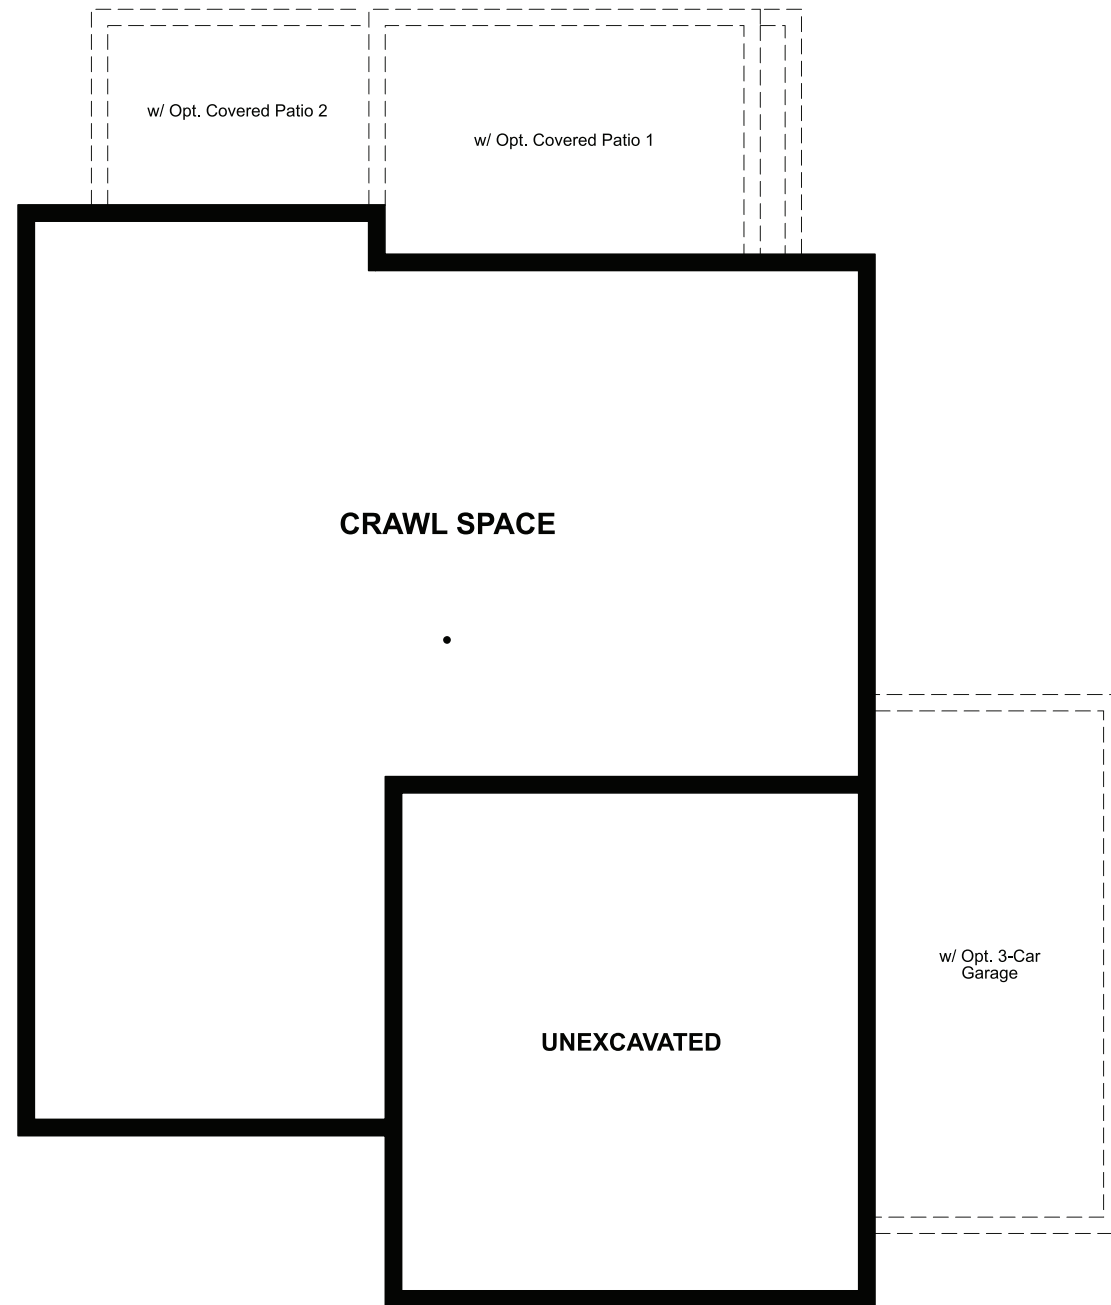 w/ Opt. Covered Patio 2
w/ Opt. Covered Patio 1
CRAWL SPACE
w/ Opt. 3-Car
Garage
UNEXCAVATED